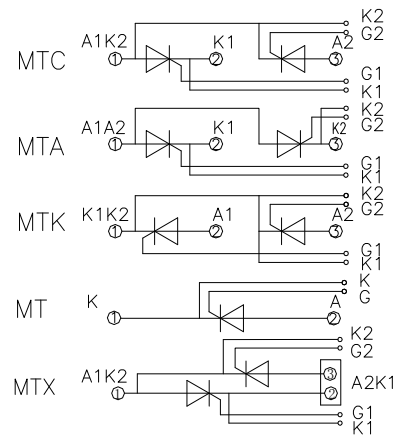 K2
G2
A1K2 K1 A2
MTC
1 2 3
G1
K1
K2
G2
A1A2 K1 K2
MTA
1 2 3
G1
K1
K2
G2
K1K2 A1 A2
MTK
1 2 3
G1
K1
K
G
K A
MT
1 2
K2
G2
A1K2
MTX
3
A2K1
1 2
G1
K1